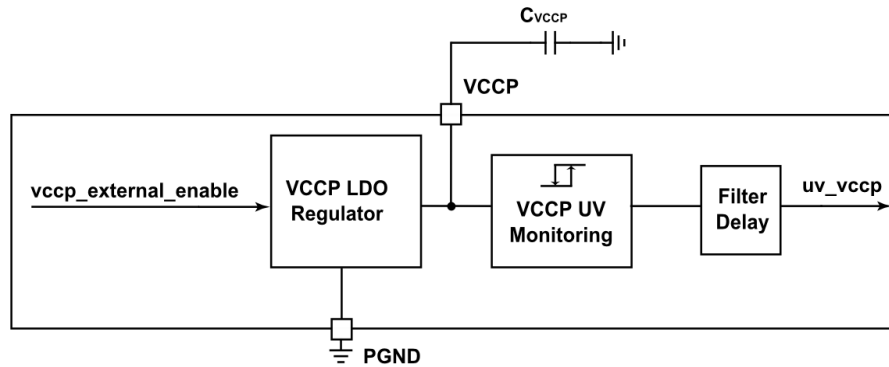 CVCCP
VCCP
vccp_external_enable
VCCP LDO
Regulator
VCCP UV
Monitoring
Filter
Delay
uv_vccp
PGND